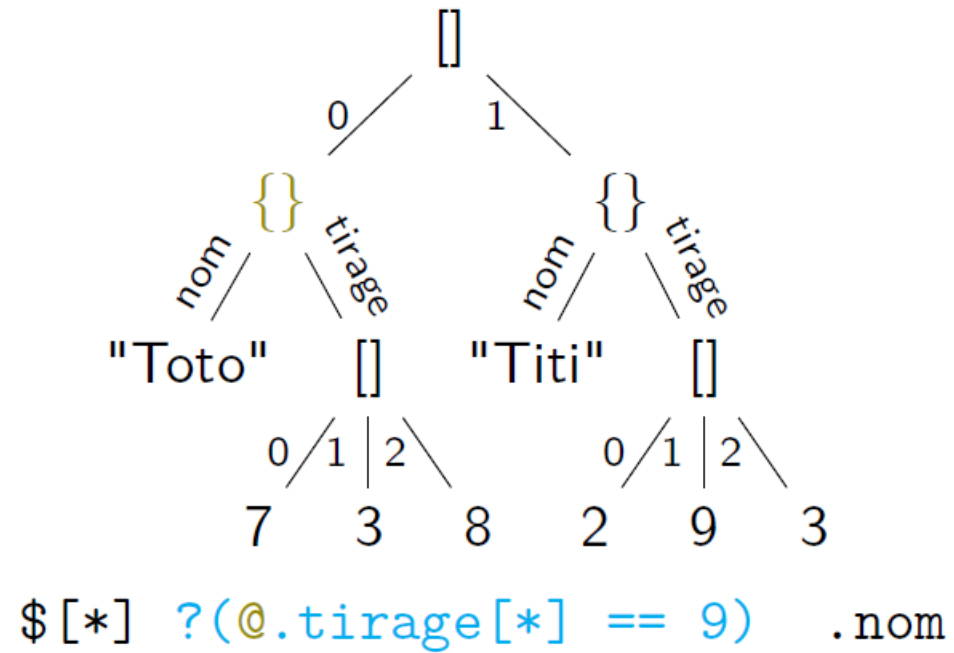 []
0 1
{} {}
nom tirage nom tirage
"Toto" [] "Titi" []
0 1 2 0 1 2
7 3 8 2 9 3
$[*] ?(@.tirage[*] == 9) .nom